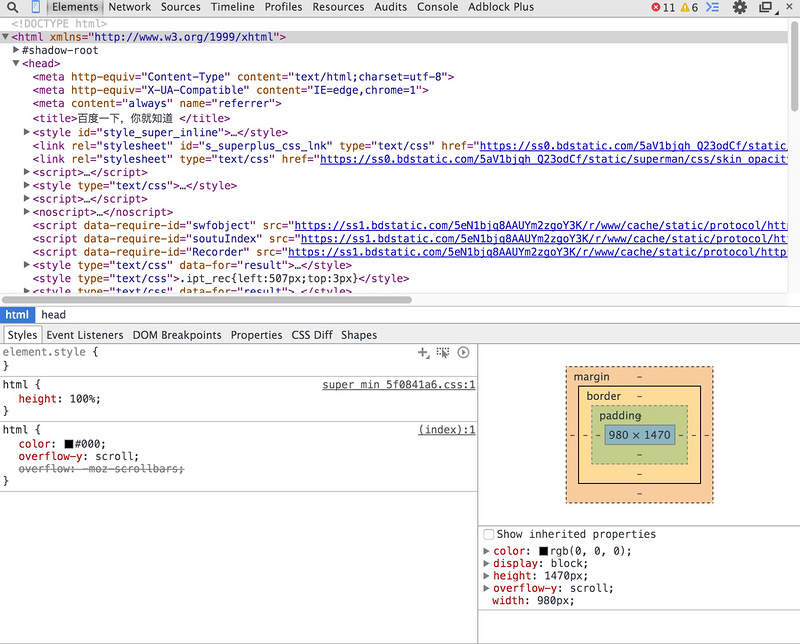 Elements Network Sources Timeline Profiles Resources Audits Console Adblock Plus 11 6
<!DOCTYPE html>
<html xmlns="http://www.w3.org/1999/xhtml">
#shadow-root
<head>
<meta http-equiv="Content-Type" content="text/html;charset=utf-8">
<meta http-equiv="X-UA-Compatible" content="IE=edge,chrome=1">
<meta content="always" name="referrer">
<title>百度一下，你就知道 </title>
<style id="style_super_inline">…</style>
<link rel="stylesheet" id="s_superplus_css_lnk" type="text/css" href="https://ss0.bdstatic.com/5aV1bjqh_Q23odCf/static
<link rel="stylesheet" type="text/css" href="https://ss0.bdstatic.com/5aV1bjqh_Q23odCf/static/superman/css/skin_opacit
<script>…</script>
<style type="text/css">…</style>
<script>…</script>
<noscript>…</noscript>
<script data-require-id="swfobject" src="https://ss1.bdstatic.com/5eN1bjq8AAUYm2zgoY3K/r/www/cache/static/protocol/htt
<script data-require-id="soutuIndex" src="https://ss1.bdstatic.com/5eN1bjq8AAUYm2zgoY3K/r/www/cache/static/protocol/ht
<script data-require-id="Recorder" src="https://ss1.bdstatic.com/5eN1bjq8AAUYm2zgoY3K/r/www/cache/static/protocol/http
<style type="text/css" data-for="result">…</style>
<style type="text/css">.ipt_rec{left:507px;top:3px}</style>
<style type="text/css" data-for="result">…</style>
html head
Styles Event Listeners DOM Breakpoints Properties CSS Diff Shapes
element.style {
}
html { super_min_5f0841a6.css:1
height: 100%;
}
html { (index):1
color: #000;
overflow-y: scroll;
overflow: -moz-scrollbars;
}
margin -
border -
padding -
- - - 980 × 1470 - - -
-
-
-
Show inherited properties
color: rgb(0, 0, 0);
display: block;
height: 1470px;
overflow-y: scroll;
width: 980px;